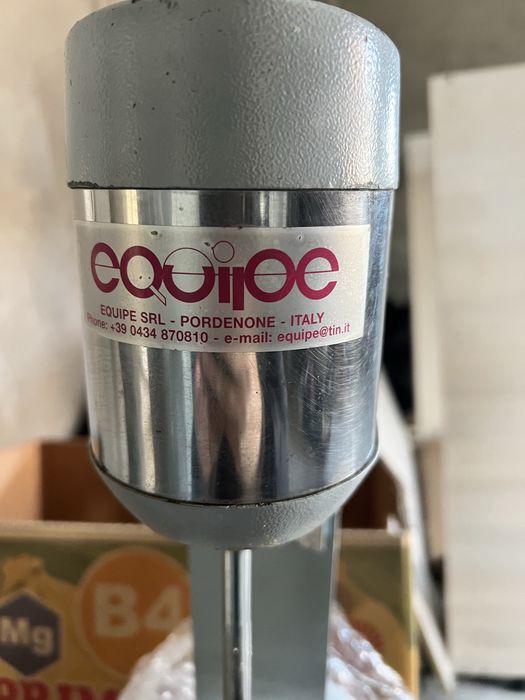 equipe
EQUIPE SRL - PORDENONE - ITALY
Phone: +39 0434 870810 - e-mail: equipe@tin.it
B4
Mg